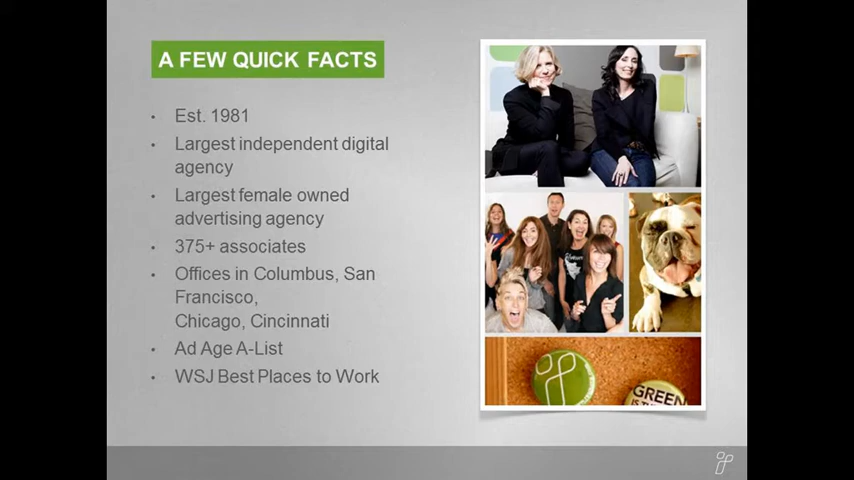 A FEW QUICK FACTS
• Est. 1981
• Largest independent digital
agency
• Largest female owned
advertising agency
• 375+ associates
• Offices in Columbus, San
Francisco,
Chicago, Cincinnati
• Ad Age A-List
• WSJ Best Places to Work
GREEN
IS